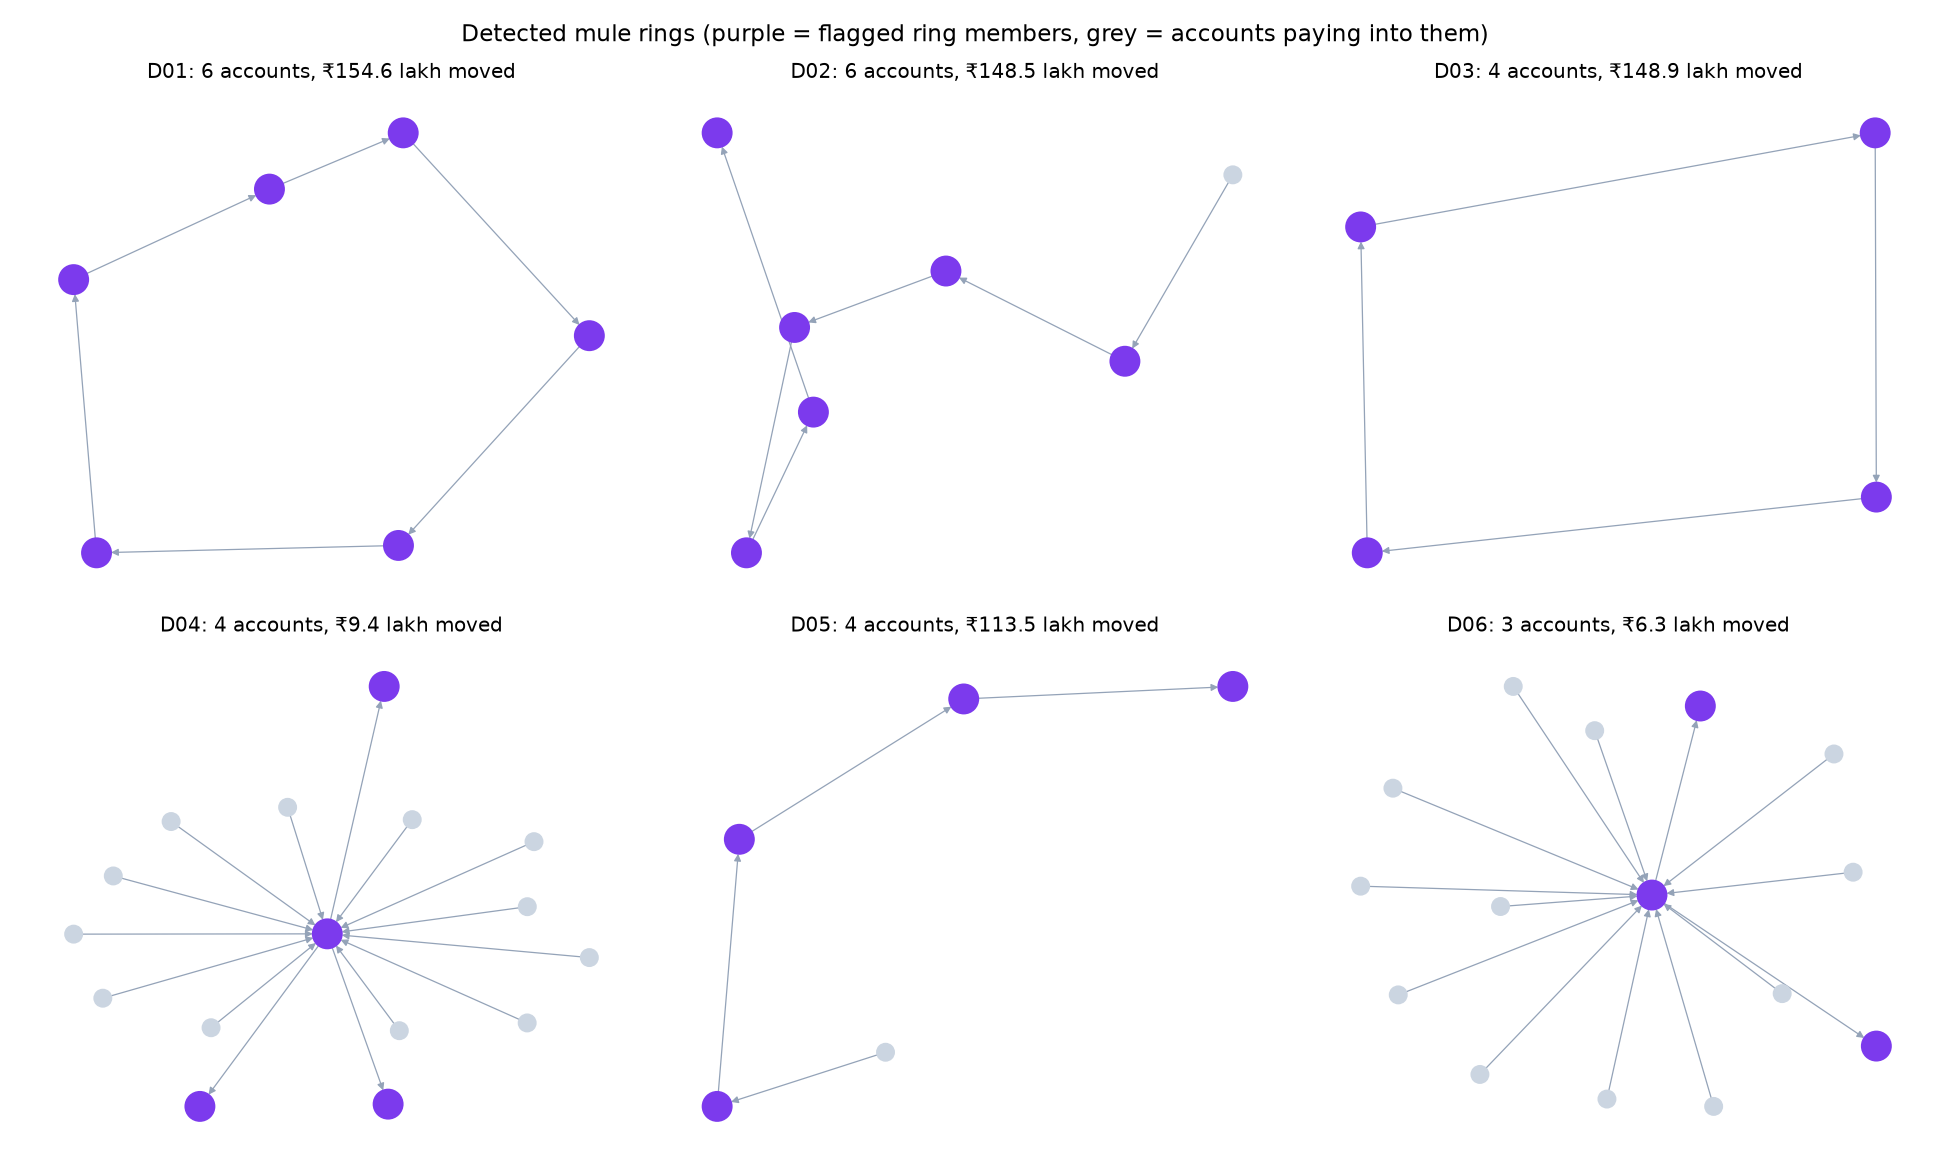 Detected mule rings (purple = flagged ring members, grey = accounts paying into them)
D01: 6 accounts, ₹154.6 lakh moved
D02: 6 accounts, ₹148.5 lakh moved
D03: 4 accounts, ₹148.9 lakh moved
D04: 4 accounts, ₹9.4 lakh moved
D05: 4 accounts, ₹113.5 lakh moved
D06: 3 accounts, ₹6.3 lakh moved